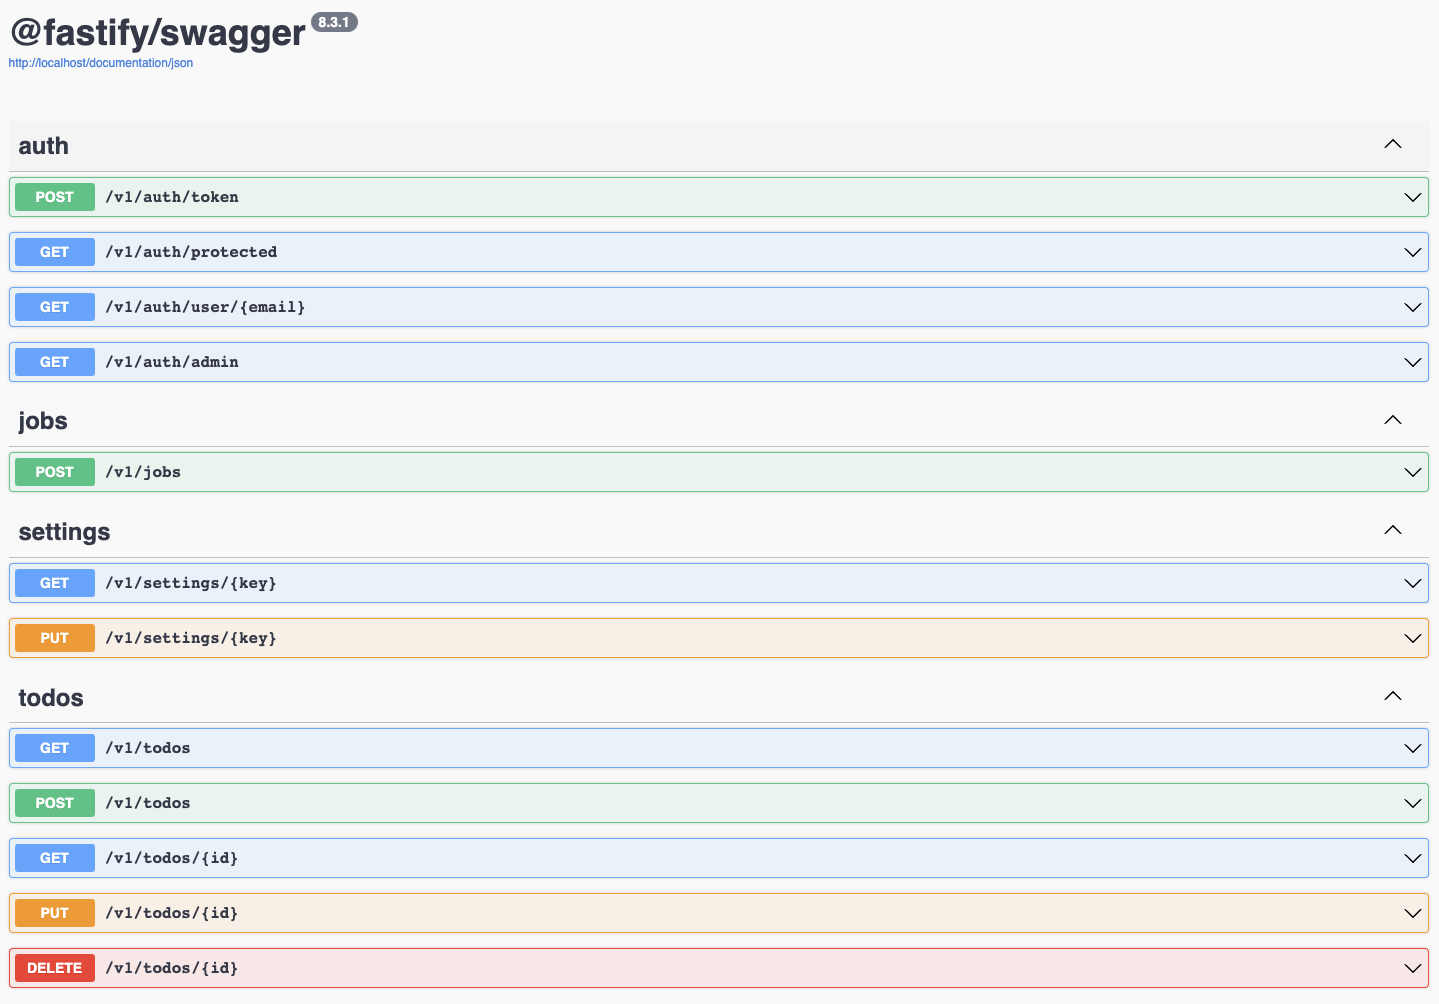 @fastify/swagger 8.3.1
http://localhost/documentation/json
auth
POST /v1/auth/token
GET /v1/auth/protected
GET /v1/auth/user/{email}
GET /v1/auth/admin
jobs
POST /v1/jobs
settings
GET /v1/settings/{key}
PUT /v1/settings/{key}
todos
GET /v1/todos
POST /v1/todos
GET /v1/todos/{id}
PUT /v1/todos/{id}
DELETE /v1/todos/{id}